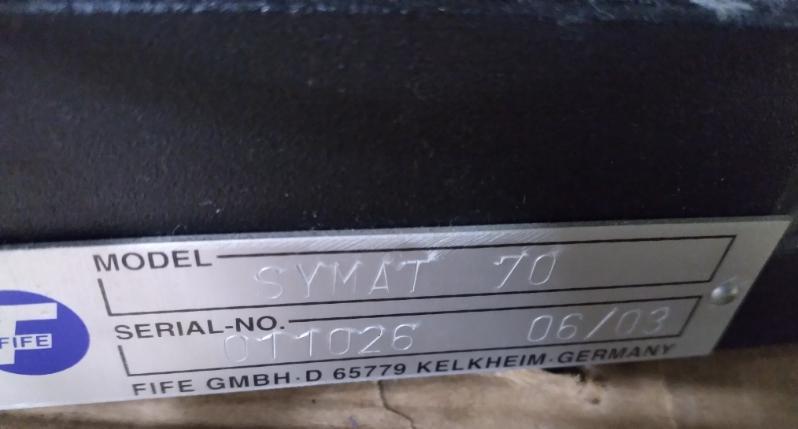 MODEL SYMAT 70
FIFE
SERIAL-NO. 011026 06/03
FIFE GMBH·D 65779 KELKHEIM·GERMANY